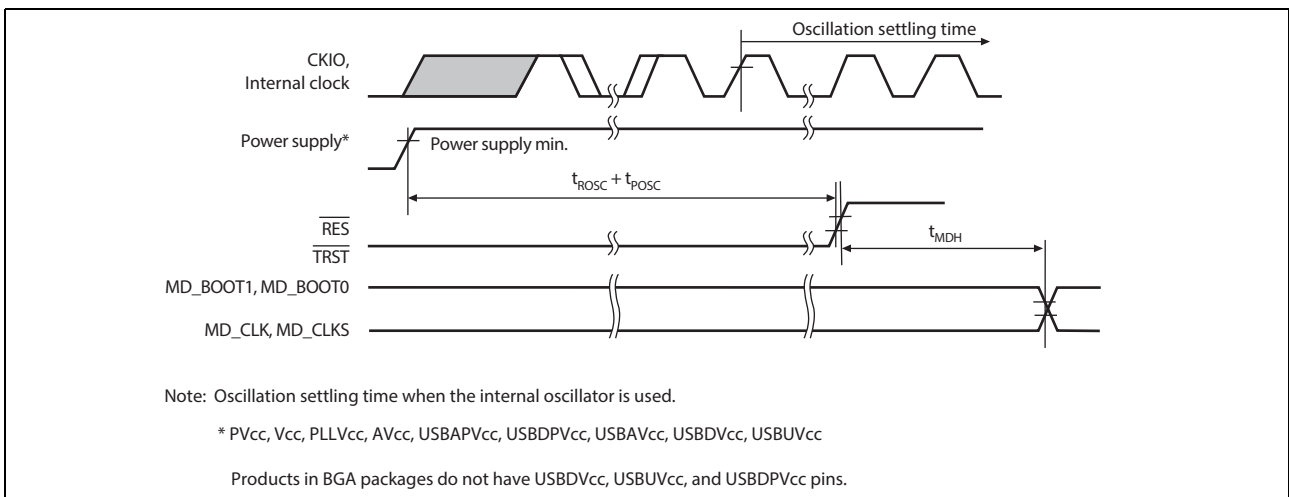 Oscillation settling time
CKIO,
Internal clock
Power supply*
Power supply min.
tROSC + tPOSC
RES
TRST
tMDH
MD_BOOT1, MD_BOOT0
MD_CLK, MD_CLKS
Note: Oscillation settling time when the internal oscillator is used.
* PVcc, Vcc, PLLVcc, AVcc, USBAPVcc, USBDPVcc, USBAVcc, USBDVcc, USBUVcc
Products in BGA packages do not have USBDVcc, USBUVcc, and USBDPVcc pins.